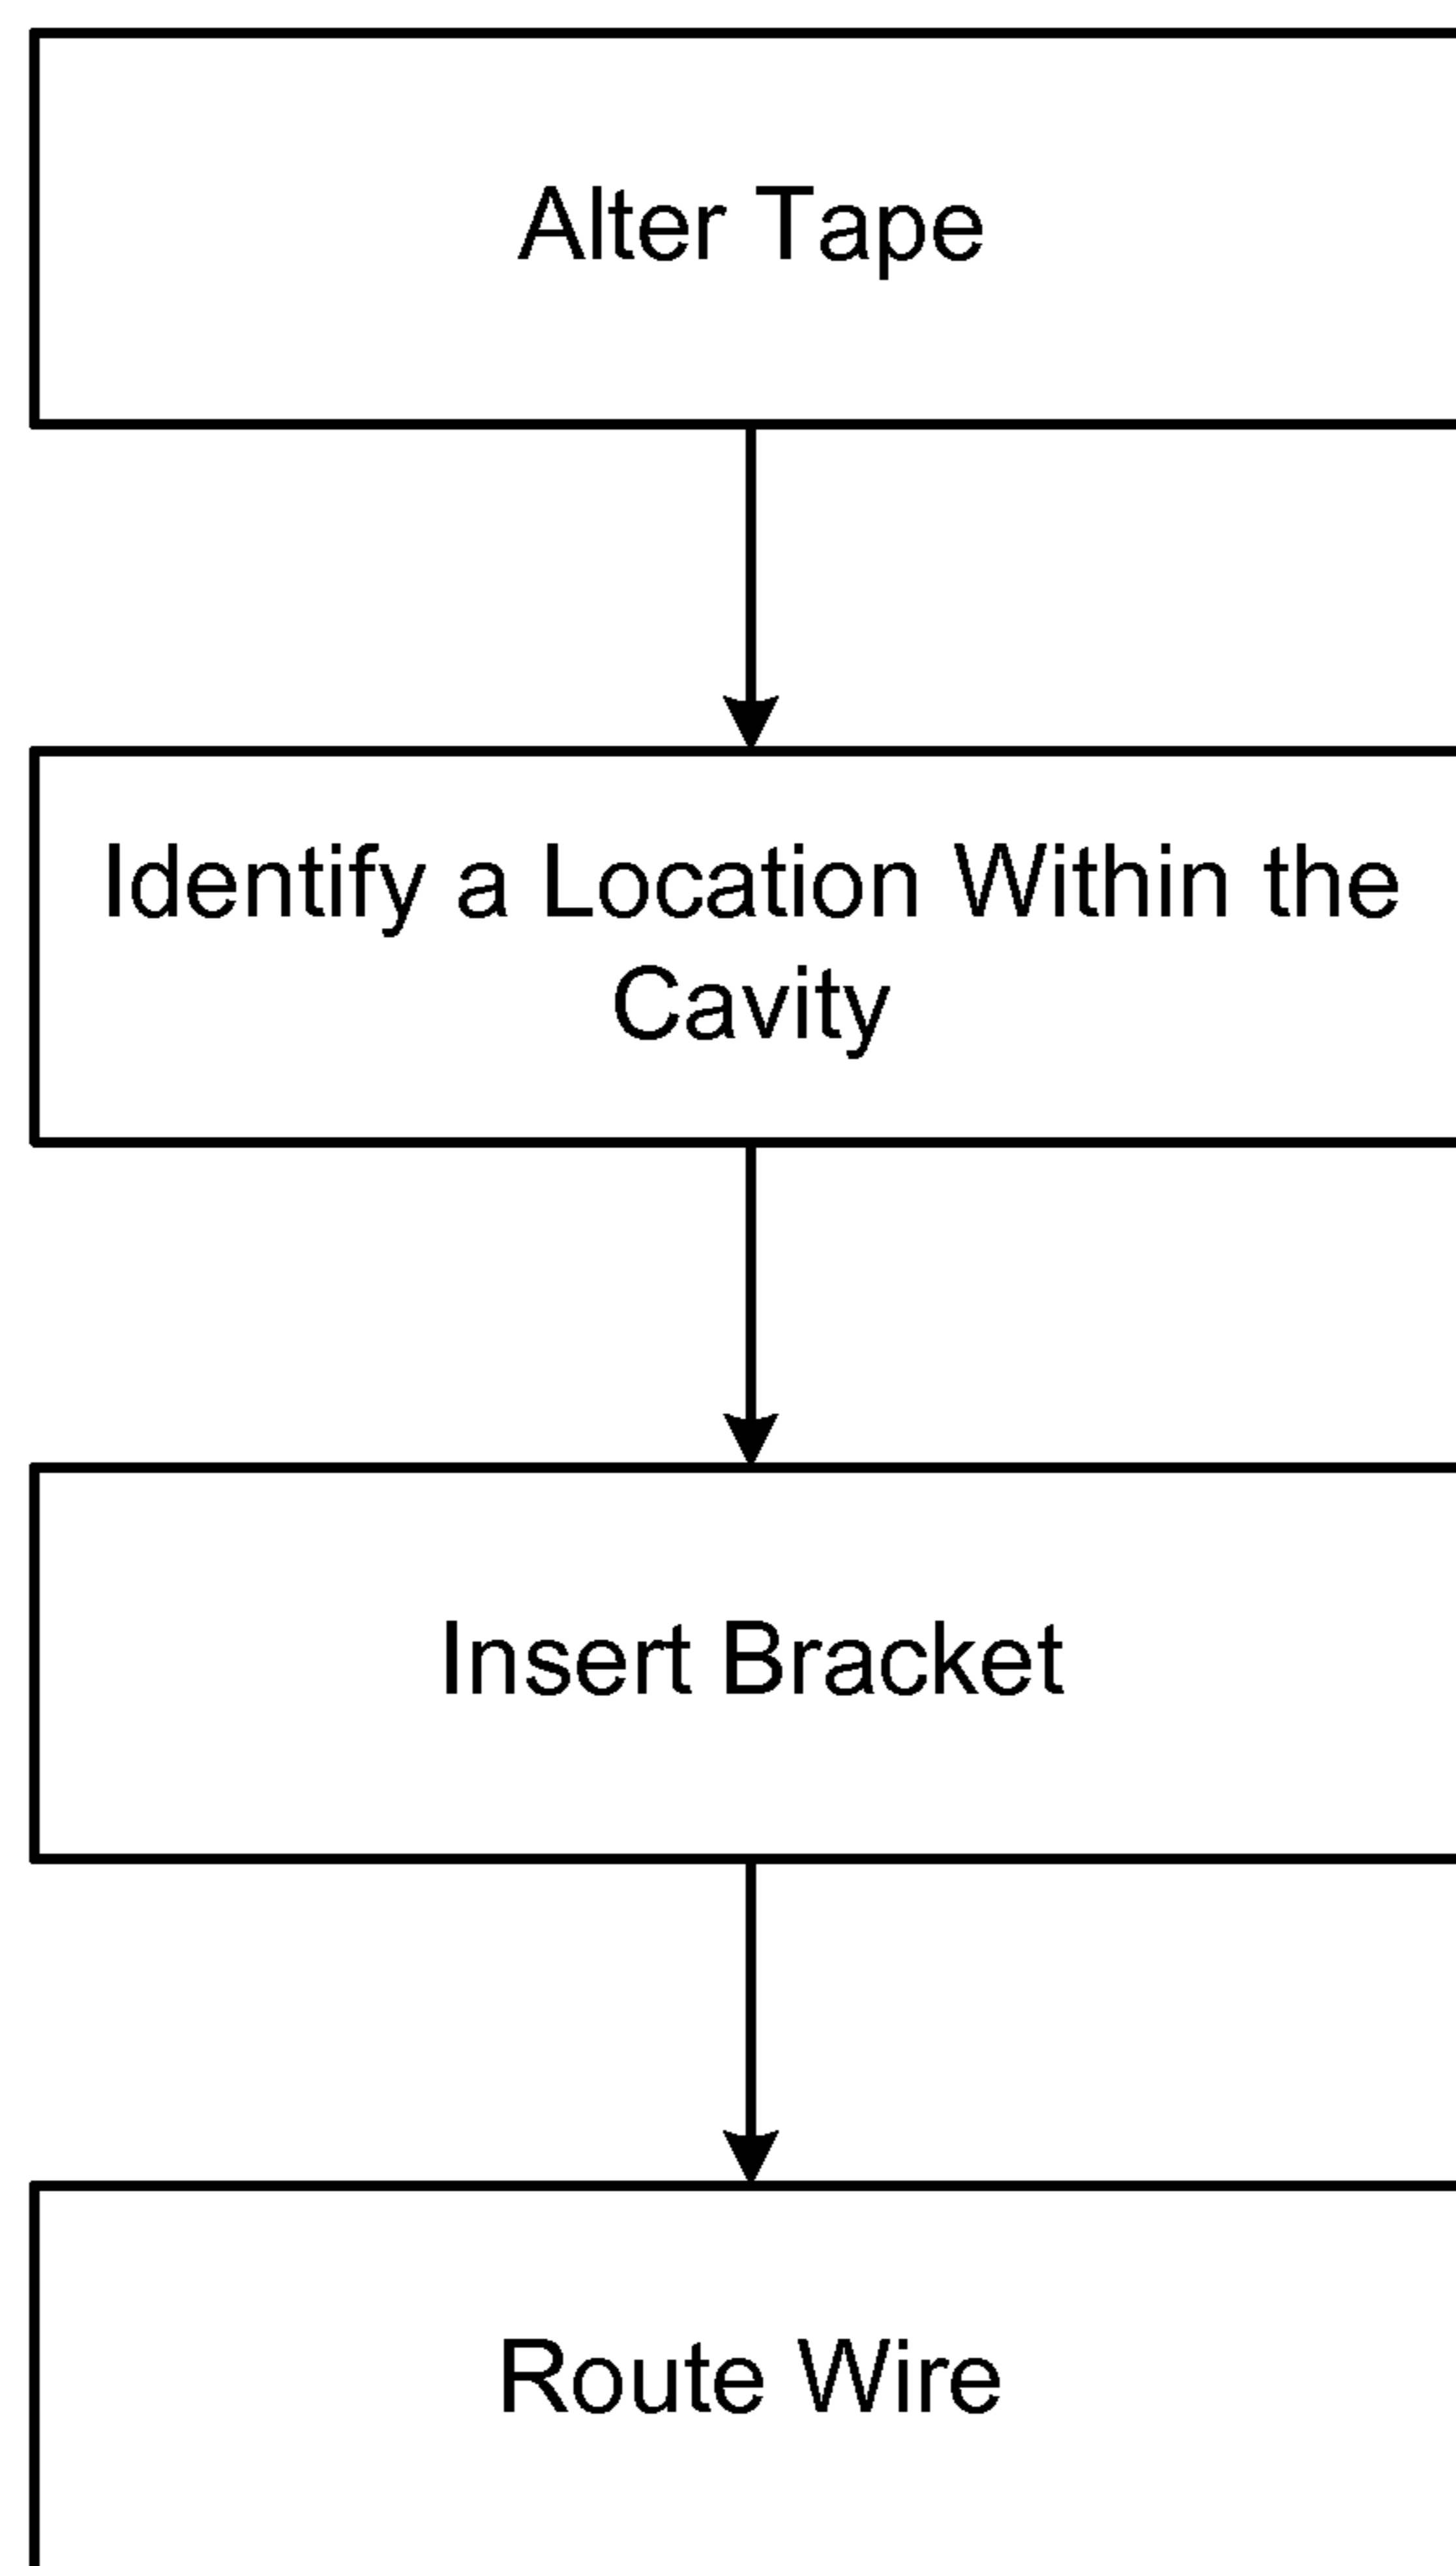 Alter Tape
Identify a Location Within the
Cavity
Insert Bracket
Route Wire